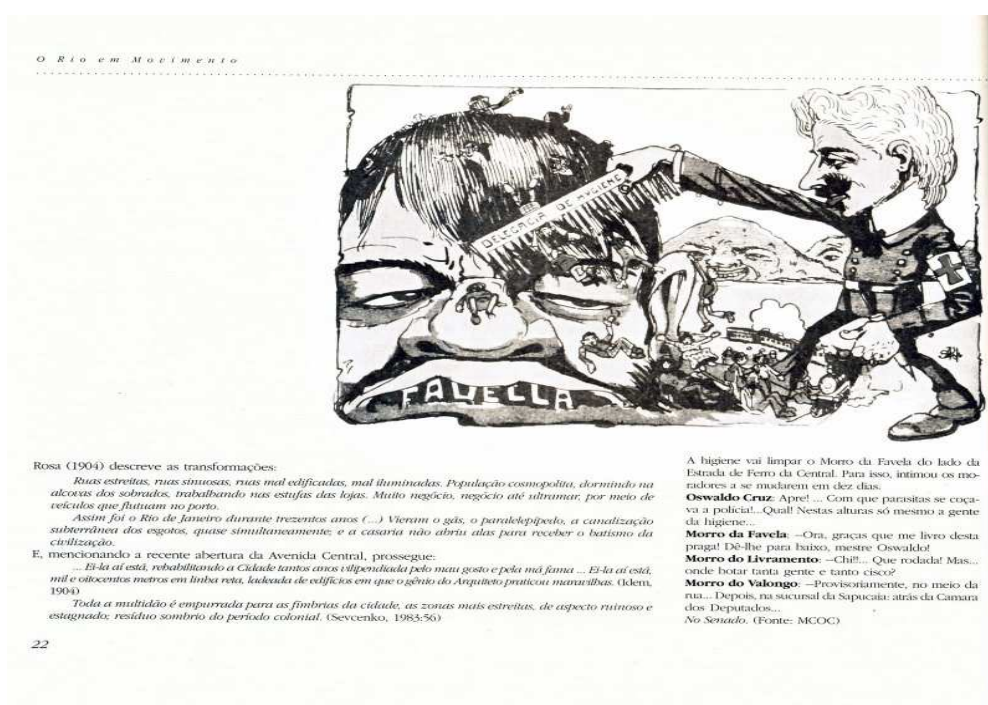 O Rio em Movimento
DELEGACIA DE HYGIENE
FAVELLA
Rosa (1904) descreve as transformações:
Ruas estreitas, ruas sinuosas, ruas mal edificadas, mal iluminadas. População cosmopolita, dormindo na
alcovas dos sobrados, trabalhando nas estufas das lojas. Muito negócio, negócio até ultramar, por meio de
veículos que flutuam no porto.
Assim foi o Rio de Janeiro durante trezentos anos (...) Vieram o gás, o paralelepípedo, a canalização
subterrânea dos esgotos, quase simultaneamente; e a casaria não abriu alas para receber o batismo da
civilização.
E, mencionando a recente abertura da Avenida Central, prossegue:
... Ei-la aí está, rehabilitando a Cidade tantos anos vilipendiada pelo mau gosto e pela má fama ... Ei-la aí está,
mil e oitocentos metros em linha reta, ladeada de edifícios em que o gênio do Arquiteto praticou maravilhas. (Idem,
1904)
Toda a multidão é empurrada para as fímbrias da cidade, as zonas mais estreitas, de aspecto ruinoso e
estagnado; resíduo sombrio do período colonial. (Sevcenko, 1983:56)
22
A higiene vai limpar o Morro da Favela do lado da
Estrada de Ferro da Central. Para isso, intimou os mo-
radores a se mudarem em dez dias.
Oswaldo Cruz: Apre! ... Com que parasitas se coça-
va a polícia!...Qual! Nestas alturas só mesmo a gente
da higiene...
Morro da Favela: –Ora, graças que me livro desta
praga! Dê-lhe para baixo, mestre Oswaldo!
Morro do Livramento: –Chi!!... Que rodada! Mas...
onde botar tanta gente e tanto cisco?
Morro do Valongo: –Provisoriamente, no meio da
rua... Depois, na sucursal da Sapucaia: atrás da Camara
dos Deputados...
No Senado. (Fonte: MCOC)